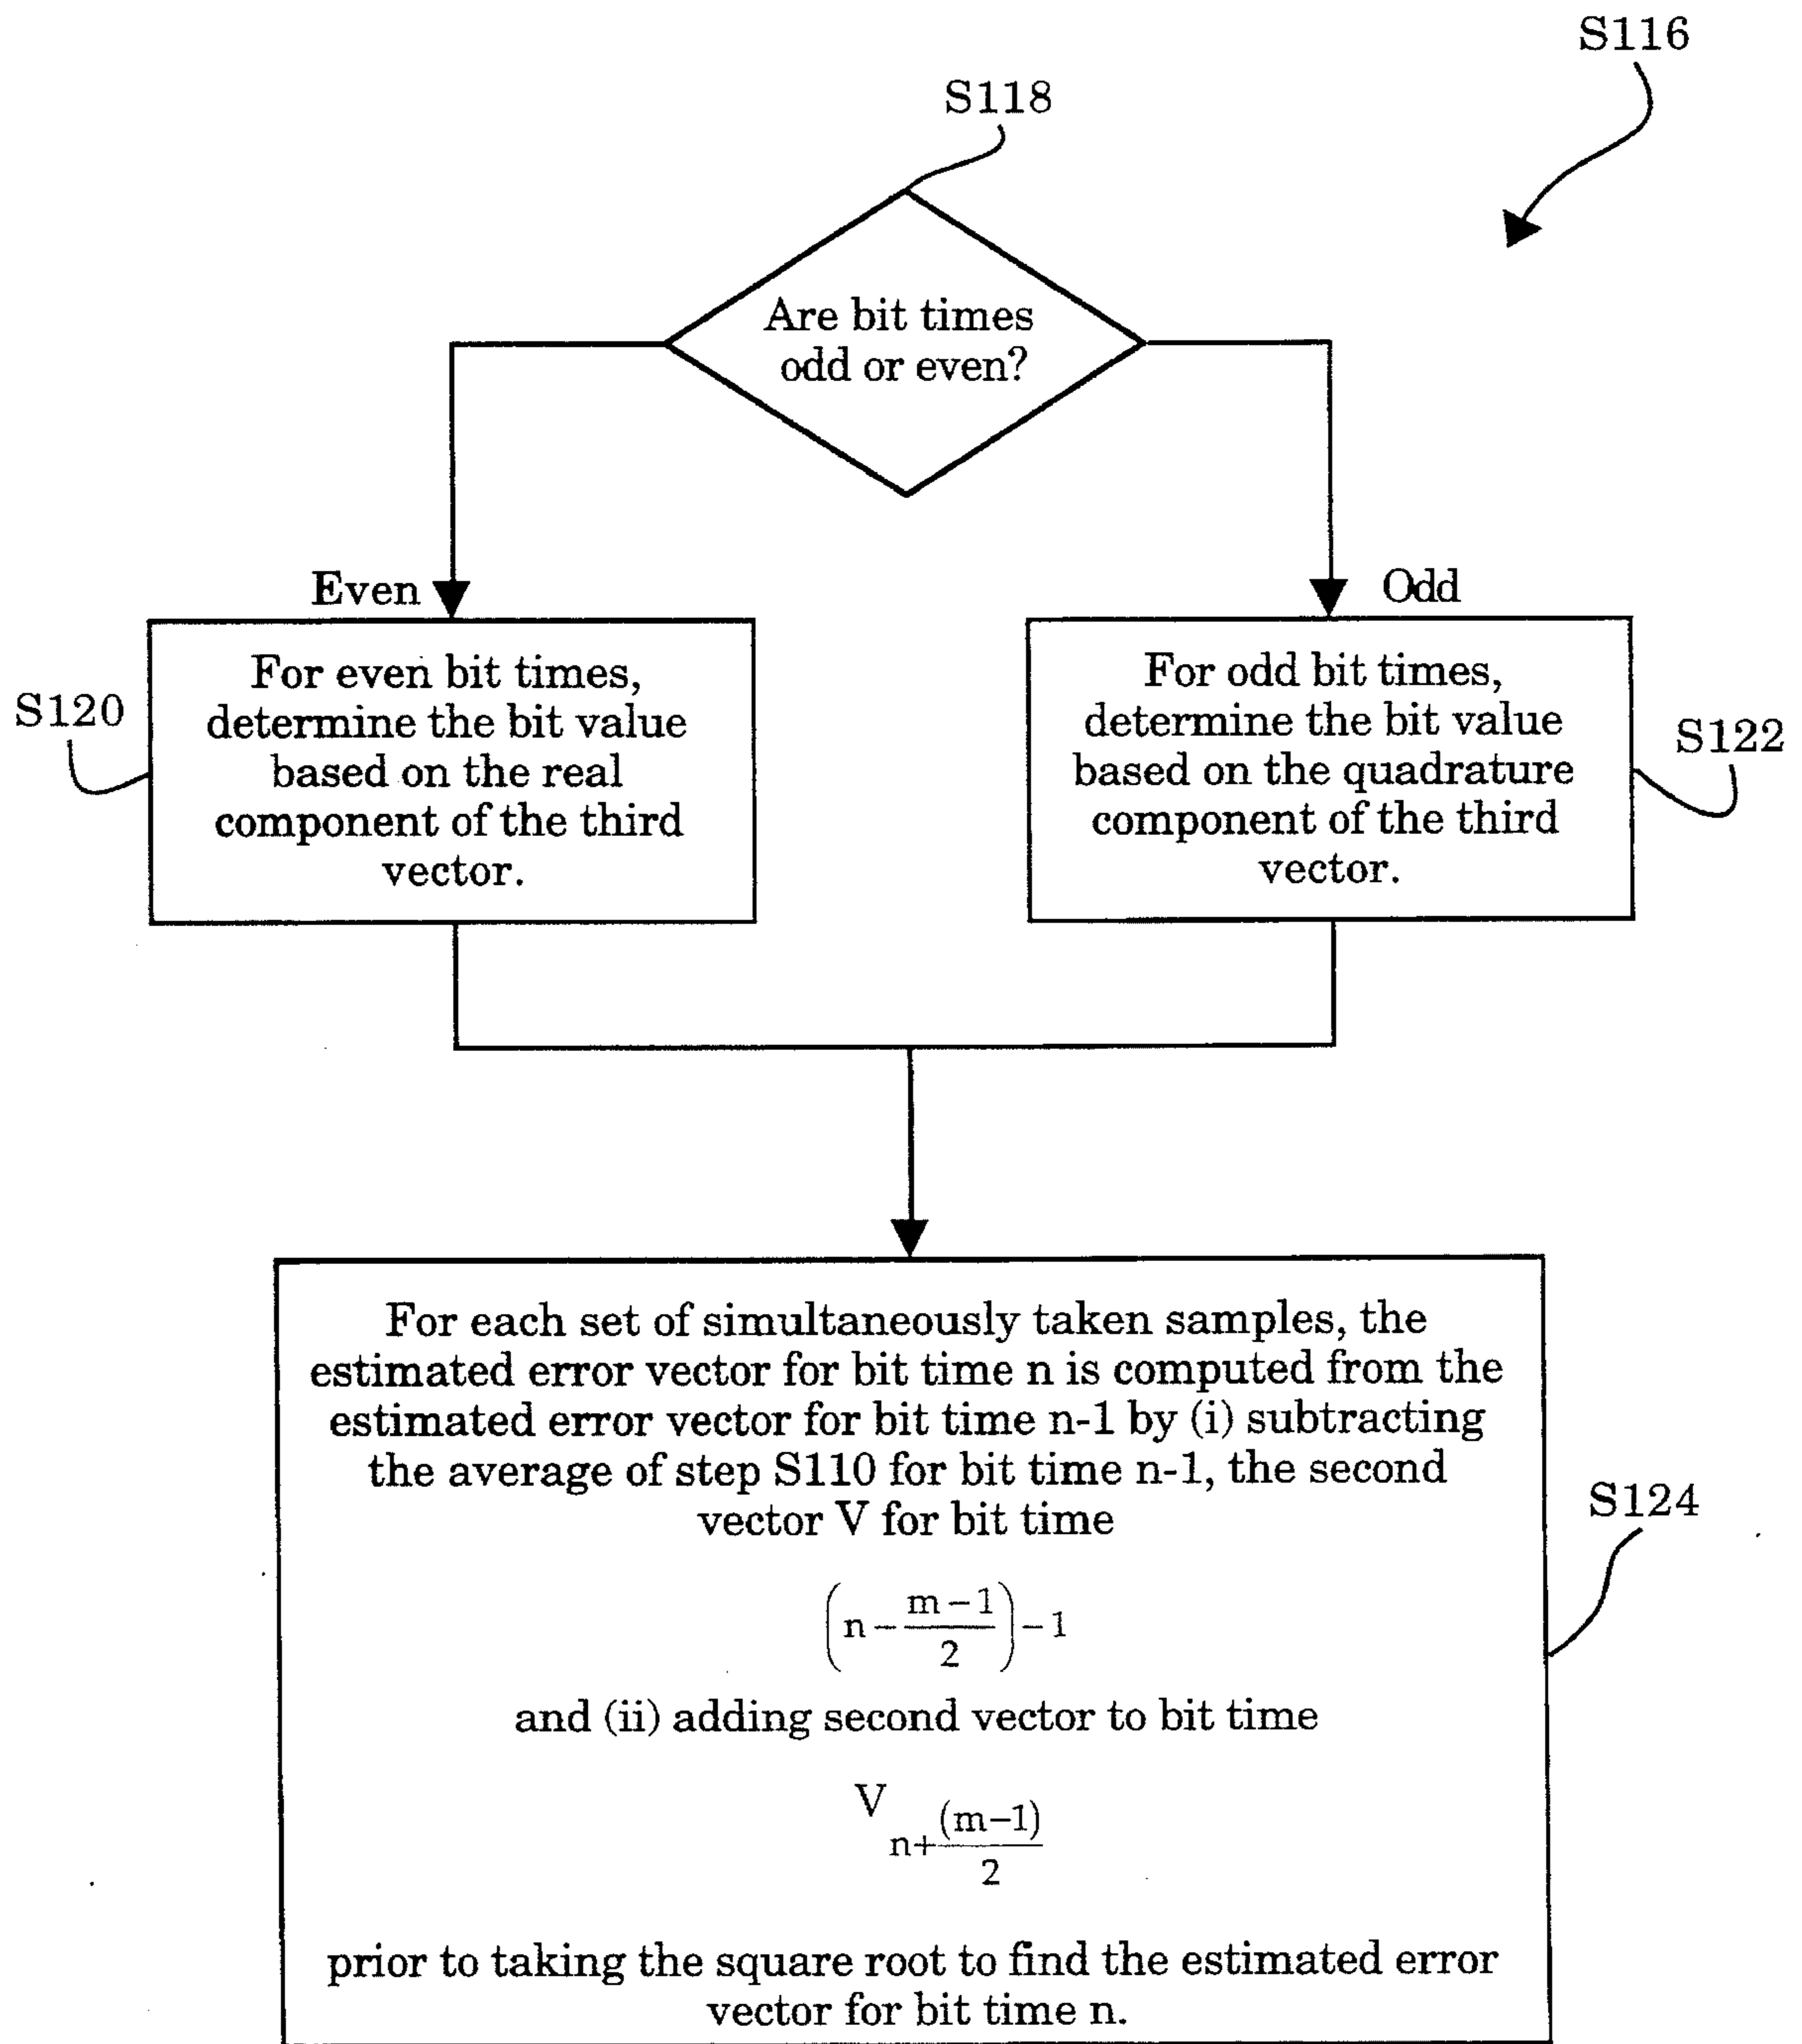 S116
S118
Are bit times
odd or even?
Even
Odd
For even bit times,
determine the bit value
based on the real
component of the third
vector.
S120
For odd bit times,
determine the bit value
based on the quadrature
component of the third
vector.
S122
For each set of simultaneously taken samples, the
estimated error vector for bit time n is computed from the
estimated error vector for bit time n-1 by (i) subtracting
the average of step S110 for bit time n-1, the second
vector V for bit time
(n - (m - 1)/2) - 1
and (ii) adding second vector to bit time
V n+(m-1)/2
prior to taking the square root to find the estimated error
vector for bit time n.
S124